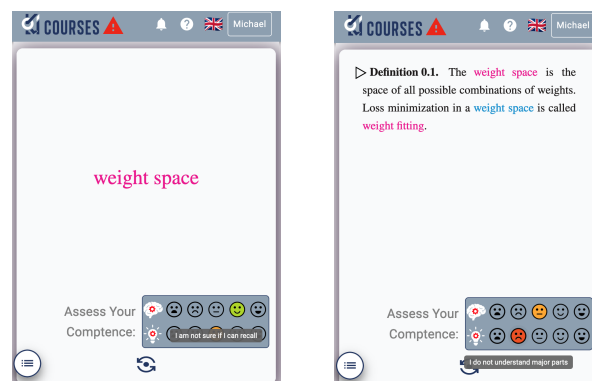 COURSES
Michael
weight space
Assess Your
Comptence:
I am not sure if I can recall
COURSES
Michael
Definition 0.1. The weight space is the
space of all possible combinations of weights.
Loss minimization in a weight space is called
weight fitting.
Assess Your
Comptence:
I do not understand major parts